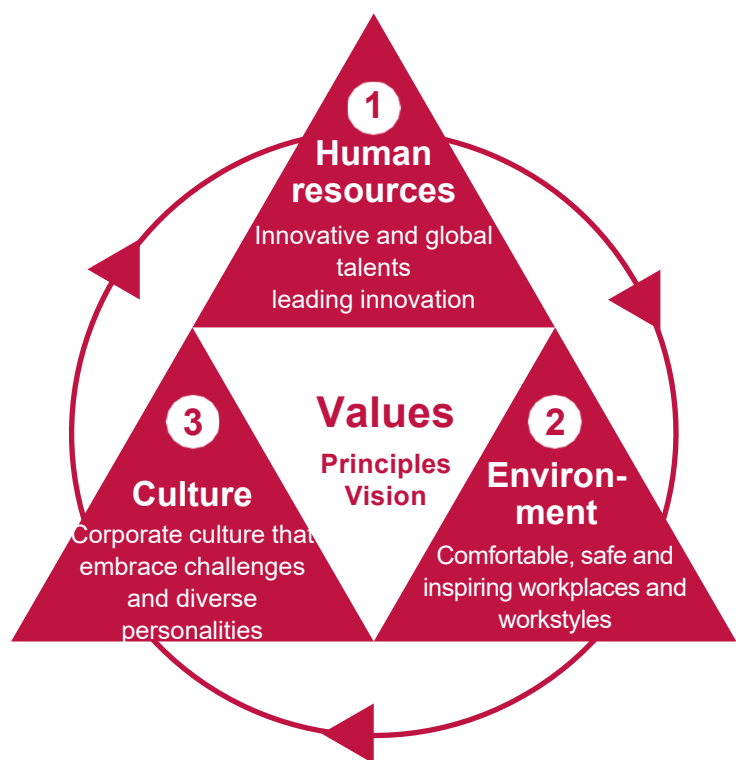 1
Human
resources
Innovative and global
talents
leading innovation
Values
Principles
Vision
2
Environ-
ment
Comfortable, safe and
inspiring workplaces and
workstyles
3
Culture
Corporate culture that
embrace challenges
and diverse
personalities